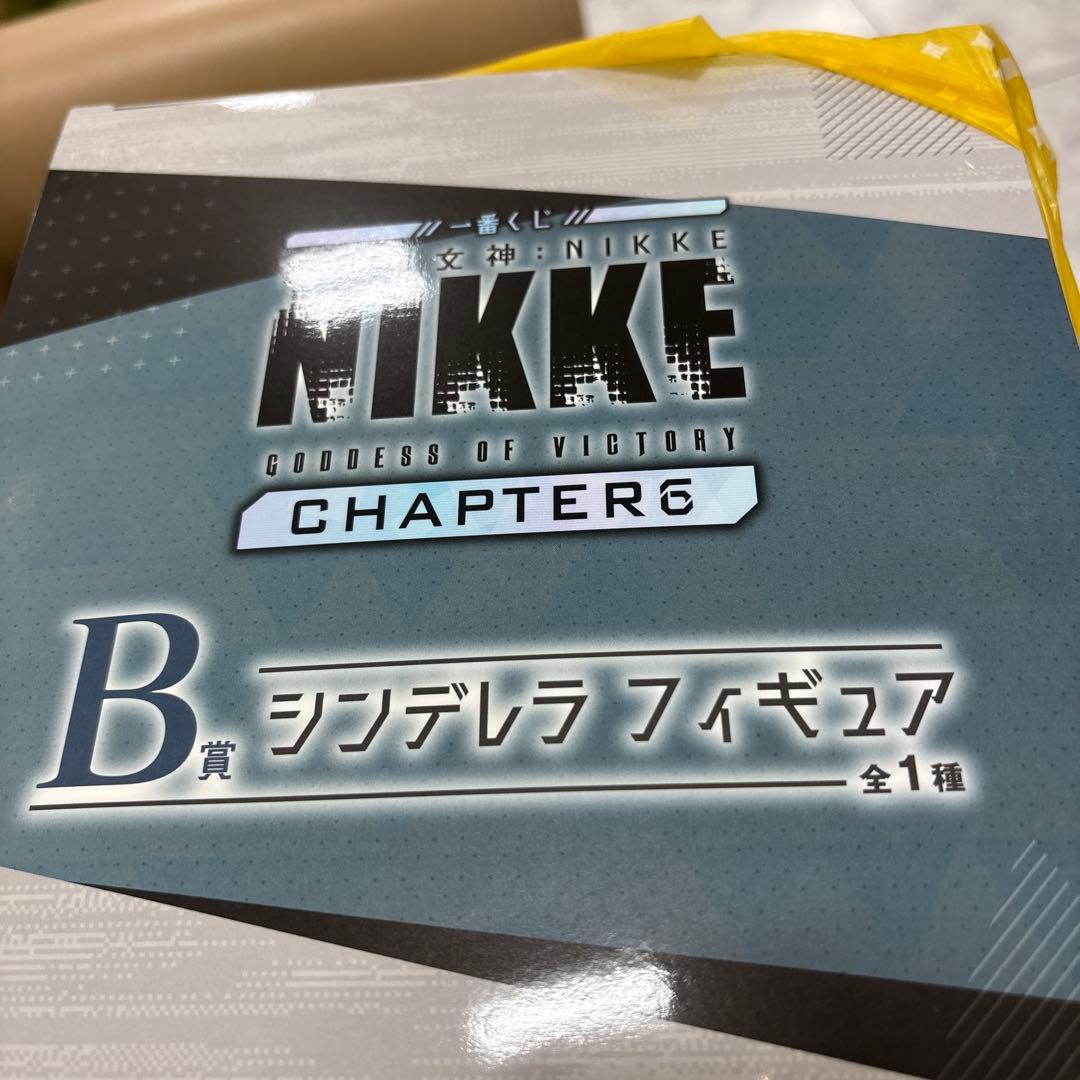 一番くじ
女神：NIKKE
NIKKE
GODDESS OF VICTORY
CHAPTER6
B賞 シンデレラ フィギュア
全1種